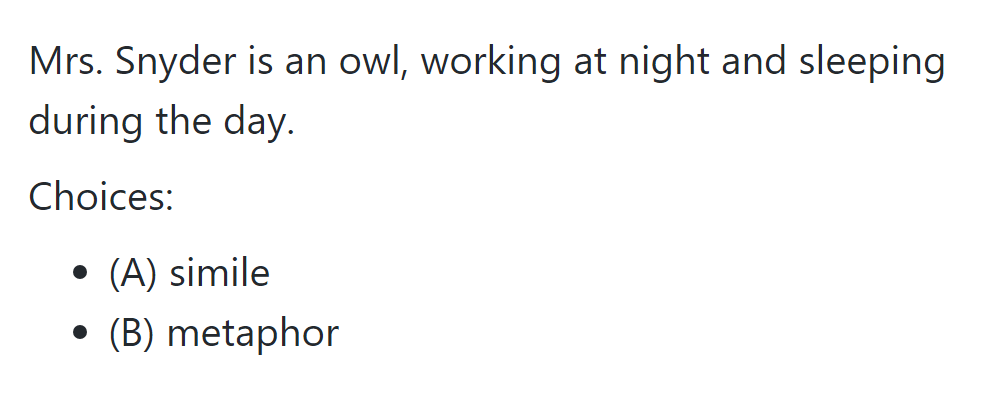 Mrs. Snyder is an owl, working at night and sleeping
during the day.
Choices:
• (A) simile
• (B) metaphor